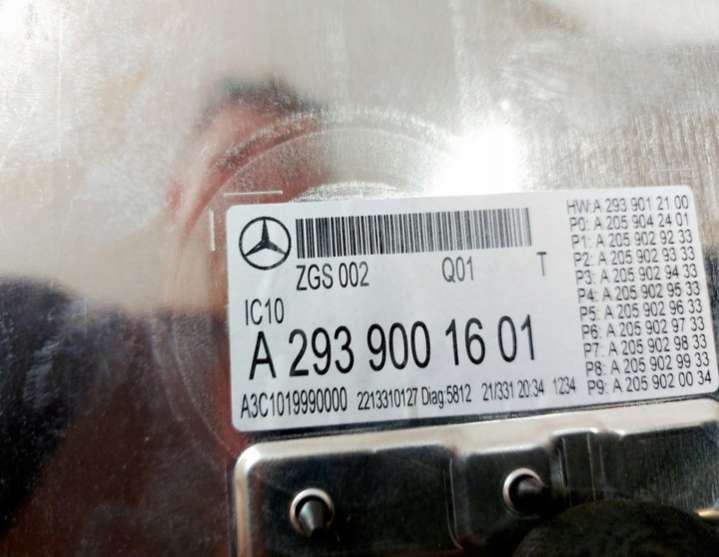 ZGS 002 Q01 T
IC10
A 293 900 16 01
A3C1019990000 2213310127 Diag:5812 21/331 20:34 1234
HW:A 293 901 21 00
P0: A 205 904 24 01
P1: A 205 902 92 33
P2: A 205 902 93 33
P3: A 205 902 94 33
P4: A 205 902 95 33
P5: A 205 902 96 33
P6: A 205 902 97 33
P7: A 205 902 98 33
P8: A 205 902 99 33
P9: A 205 902 00 34